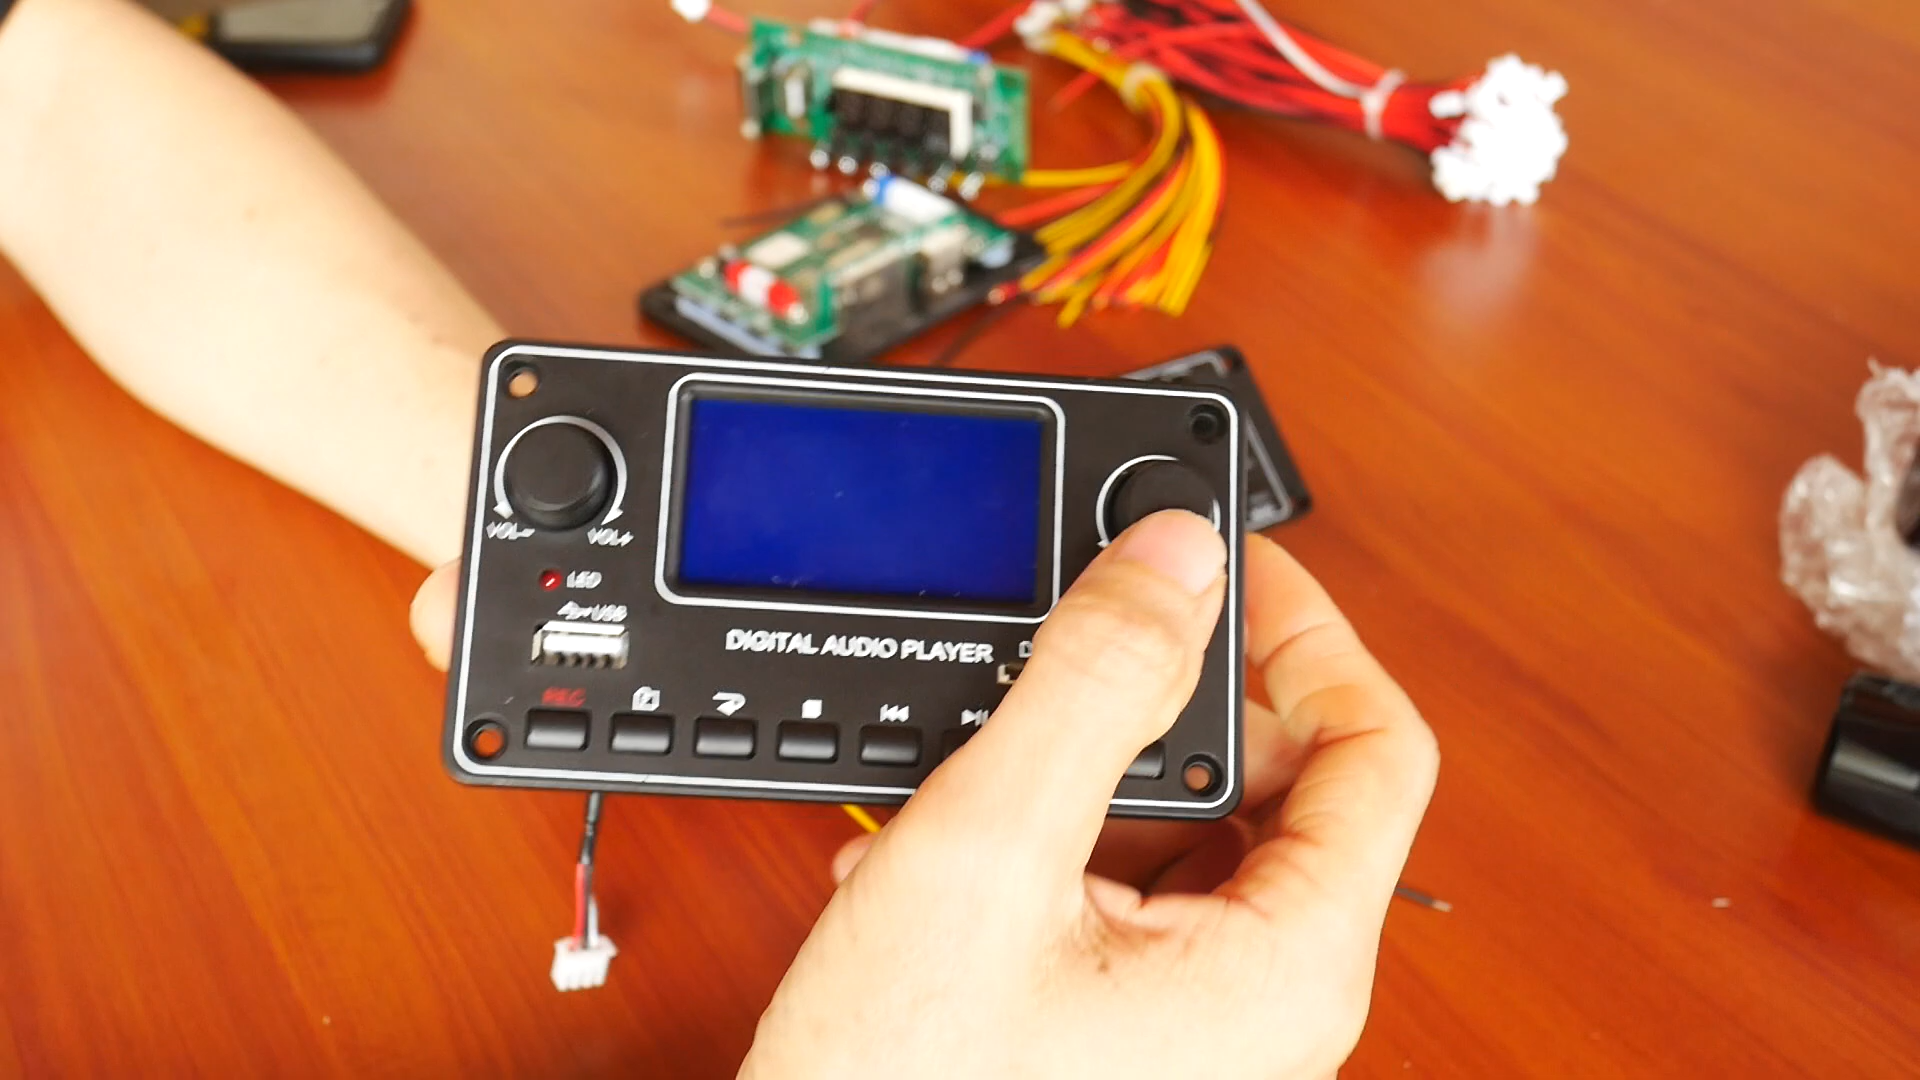 VOL- VOL+
LED
USB
DIGITAL AUDIO PLAYER
REC